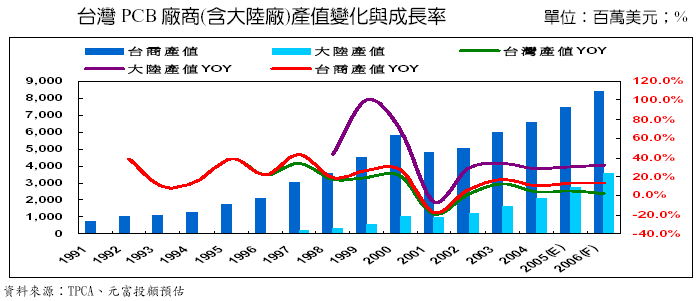 台灣 PCB 廠商(含大陸廠)產值變化與成長率 單位：百萬美元；%
台商產值 大陸產值 台灣產值YOY
大陸產值YOY 台商產值YOY
9,000 120.0%
8,000 100.0%
7,000 80.0%
6,000 60.0%
5,000 40.0%
4,000 20.0%
3,000 0.0%
2,000 -20.0%
1,000 -40.0%
0
1991 1992 1993 1994 1995 1996 1997 1998 1999 2000 2001 2002 2003 2004 2005(E) 2006(F)
資料來源：TPCA、元富投顧預估